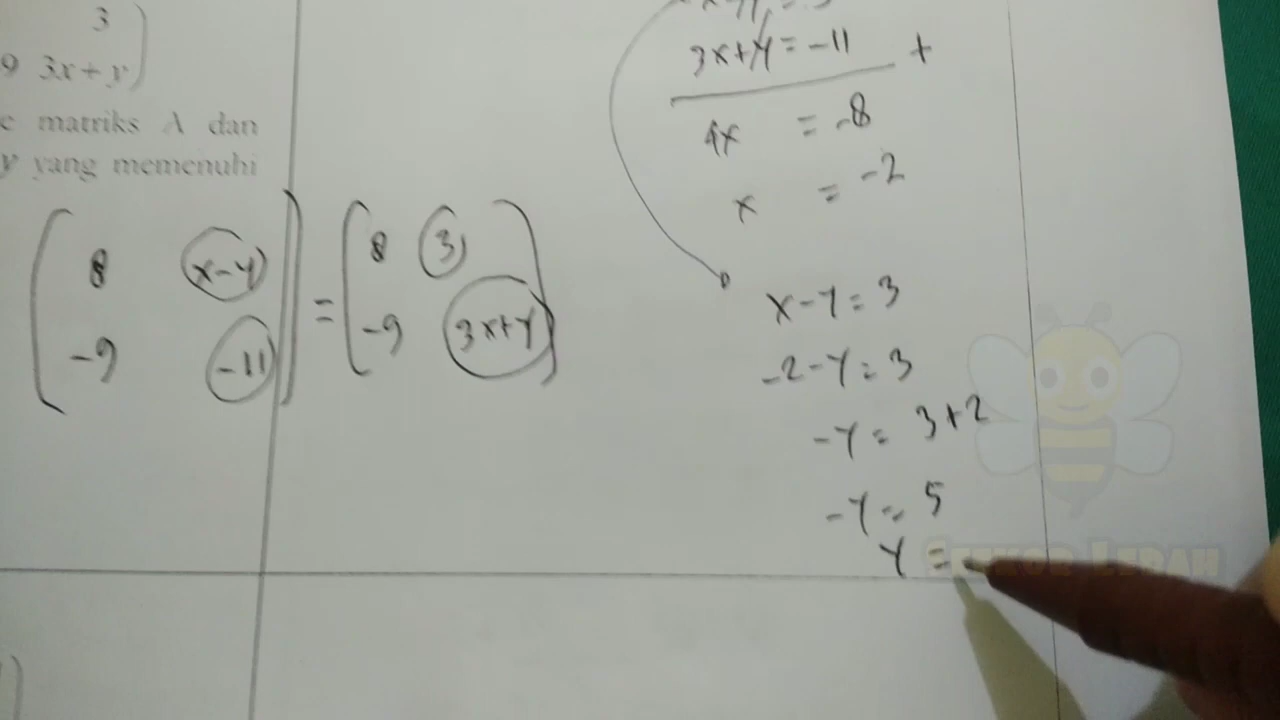 3
9 3x + y
matriks A dan
y yang memenuhi
8 x-y = 8 3
-9 -11 -9 3x+y
3x+y = -11 +
4x = -8
x = -2
x-y = 3
-2-y = 3
-y = 3+2
-y = 5
y =